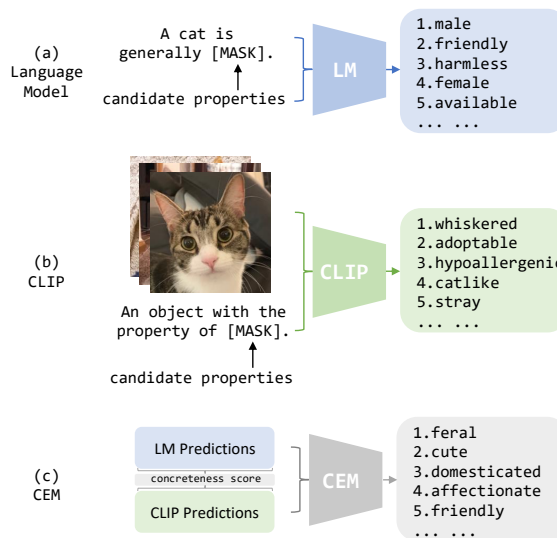 (a)
Language
Model
A cat is
generally [MASK].
candidate properties
LM
1.male
2.friendly
3.harmless
4.female
5.available
... ...
(b)
CLIP
An object with the
property of [MASK].
candidate properties
CLIP
1.whiskered
2.adoptable
3.hypoallergenic
4.catlike
5.stray
... ...
(c)
CEM
LM Predictions
concreteness score
CLIP Predictions
CEM
1.feral
2.cute
3.domesticated
4.affectionate
5.friendly
... ...